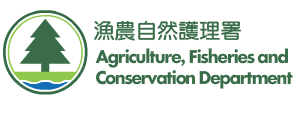 漁農自然護理署
Agriculture, Fisheries and
Conservation Department